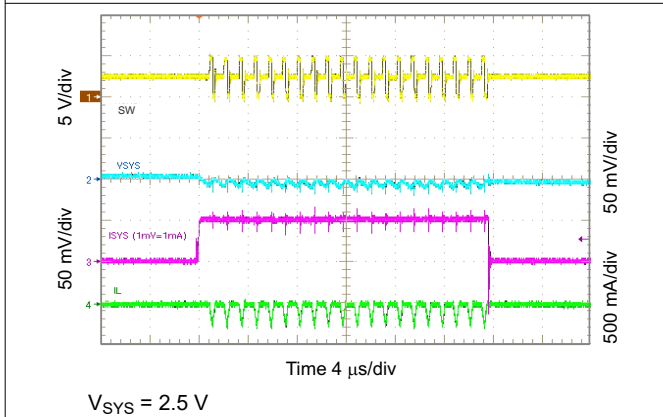 5 V/div
1
SW
VSYS
2
50 mV/div
50 mV/div
ISYS (1mV=1mA)
3
IL
4
500 mA/div
Time 4 μs/div
VSYS = 2.5 V